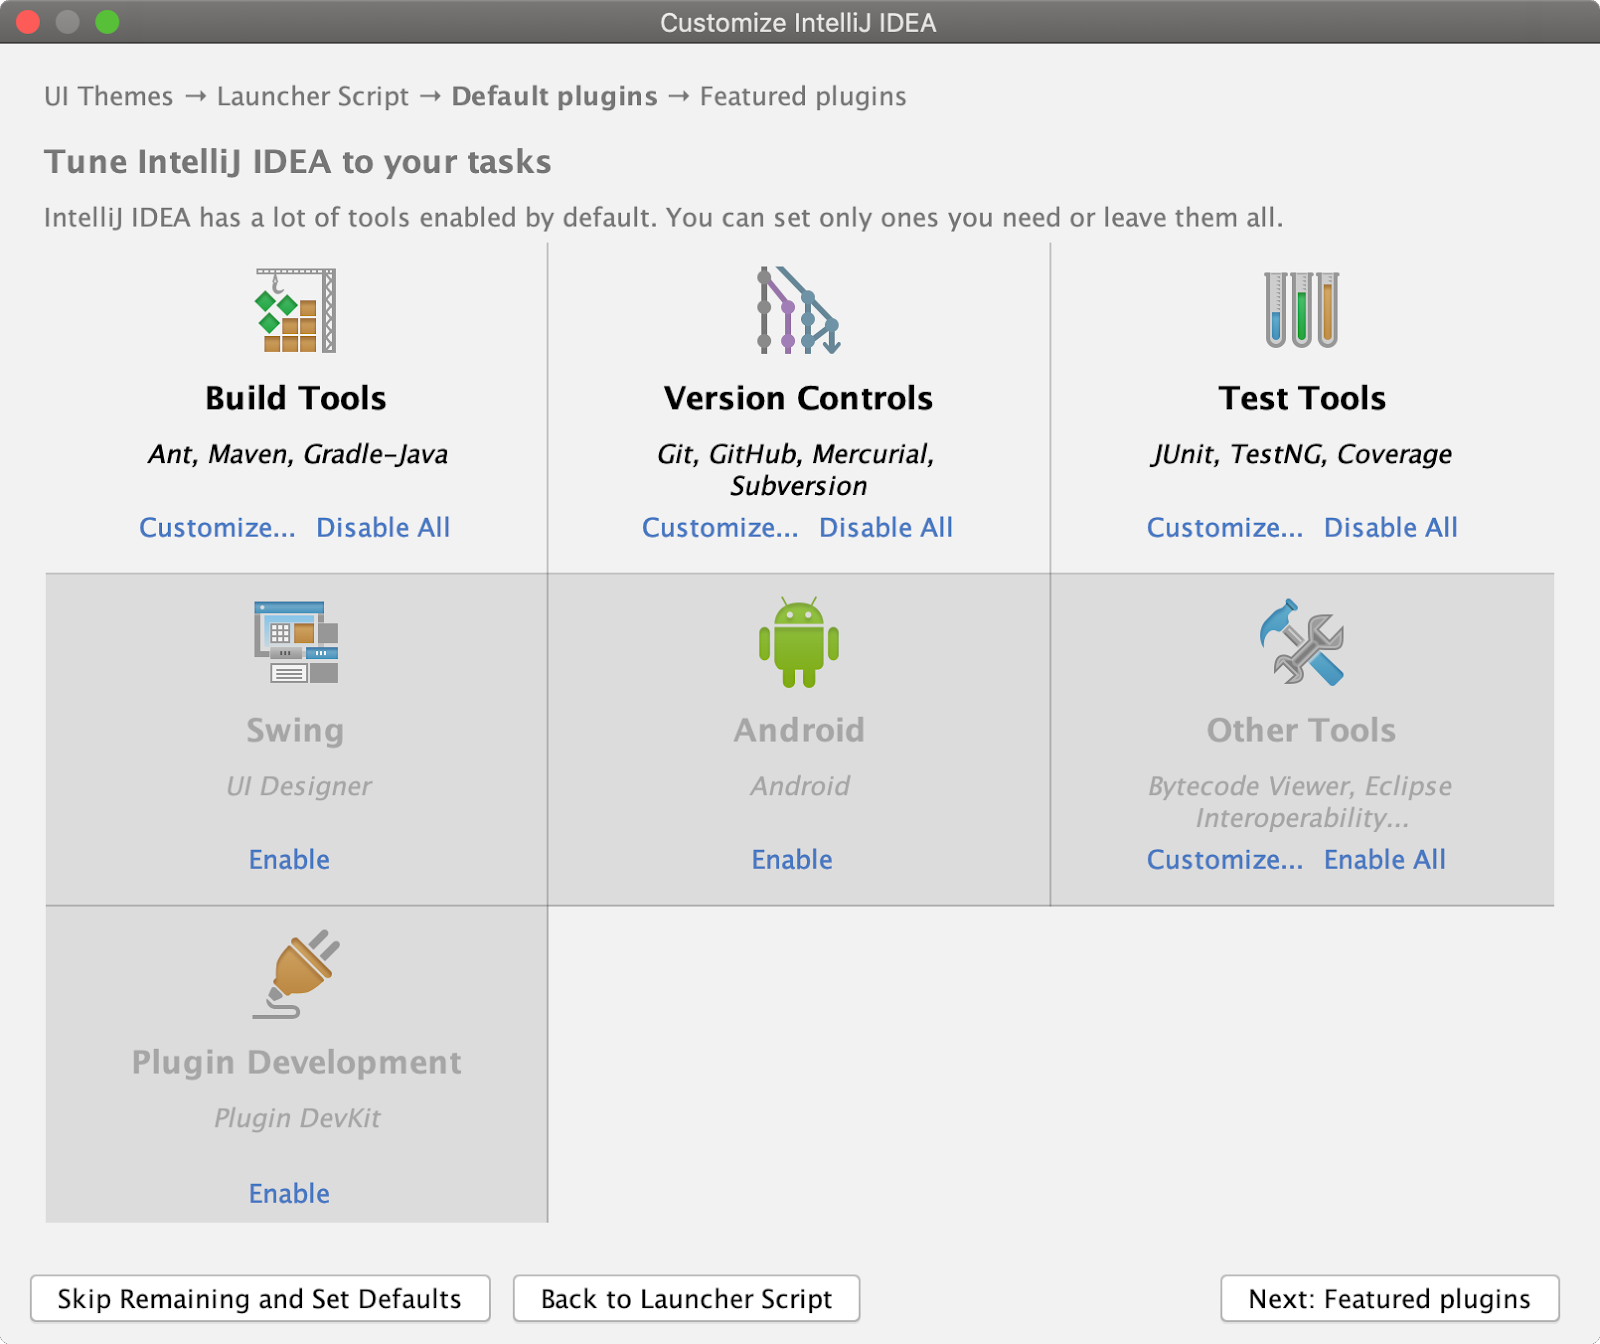 Customize IntelliJ IDEA
UI Themes → Launcher Script → Default plugins → Featured plugins
Tune IntelliJ IDEA to your tasks
IntelliJ IDEA has a lot of tools enabled by default. You can set only ones you need or leave them all.
Build Tools
Ant, Maven, Gradle-Java
Customize... Disable All
Version Controls
Git, GitHub, Mercurial,
Subversion
Customize... Disable All
Test Tools
JUnit, TestNG, Coverage
Customize... Disable All
Swing
UI Designer
Enable
Android
Android
Enable
Other Tools
Bytecode Viewer, Eclipse
Interoperability...
Customize... Enable All
Plugin Development
Plugin DevKit
Enable
Skip Remaining and Set Defaults
Back to Launcher Script
Next: Featured plugins